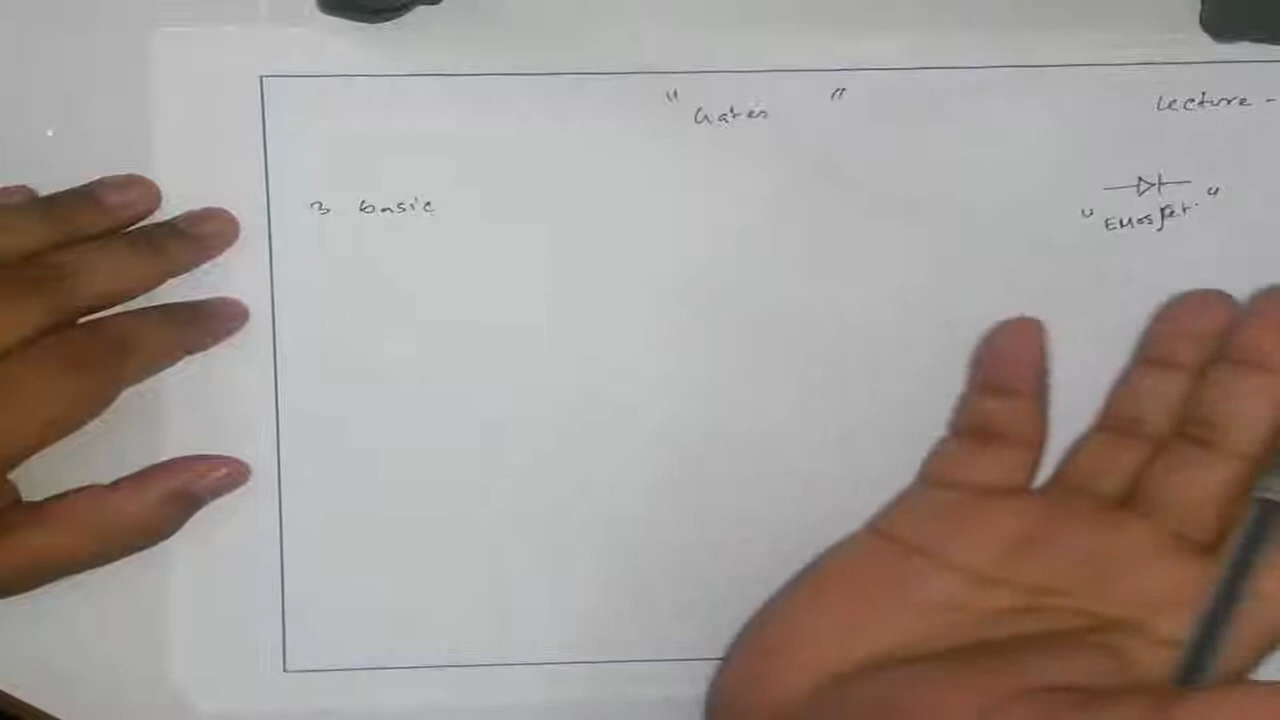 " Gates "
Lecture -
3 basic
" EMosfet "